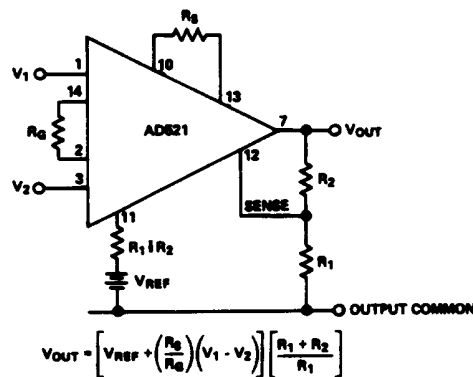 RS
10
13
1
V1
14
RG
AD521
7
VOUT
2
12
R2
V2
3
SENSE
11
R1 ∥ R2
R1
VREF
OUTPUT COMMON
VOUT = [VREF + (RS/RG)(V1 - V2)] [R1 + R2/R1]